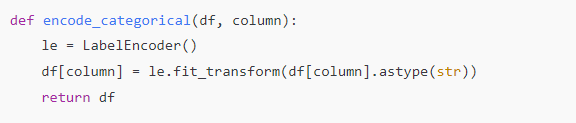 def encode_categorical(df, column):
    le = LabelEncoder()
    df[column] = le.fit_transform(df[column].astype(str))
    return df